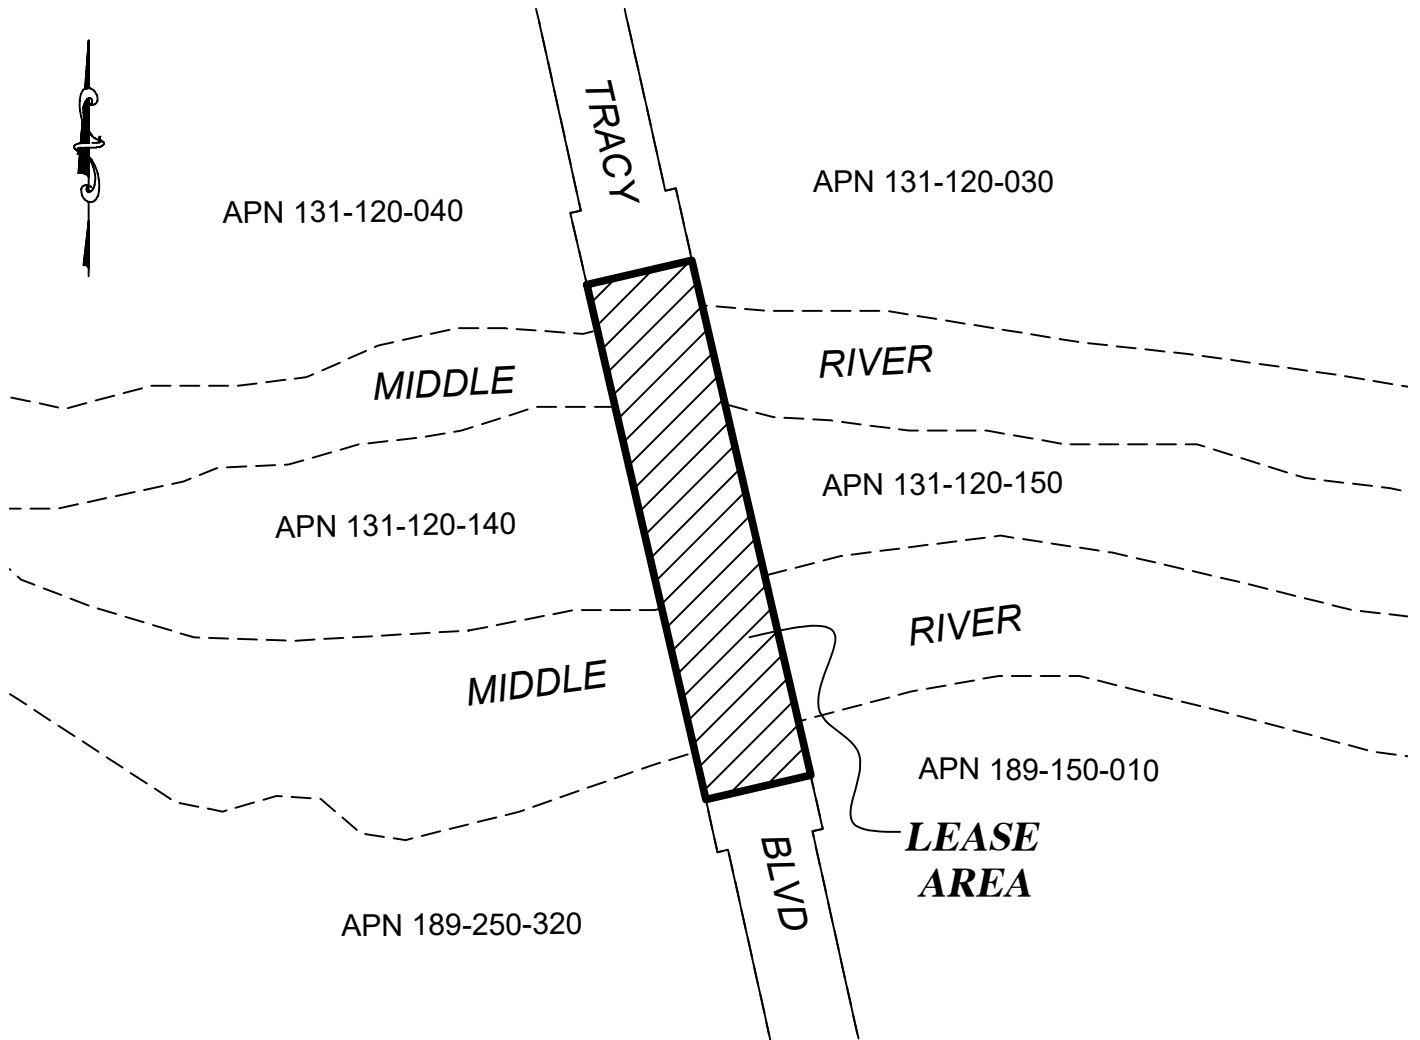 TRACY
APN 131-120-030
APN 131-120-040
RIVER
MIDDLE
APN 131-120-150
APN 131-120-140
RIVER
MIDDLE
APN 189-150-010
LEASE
AREA
BLVD
APN 189-250-320